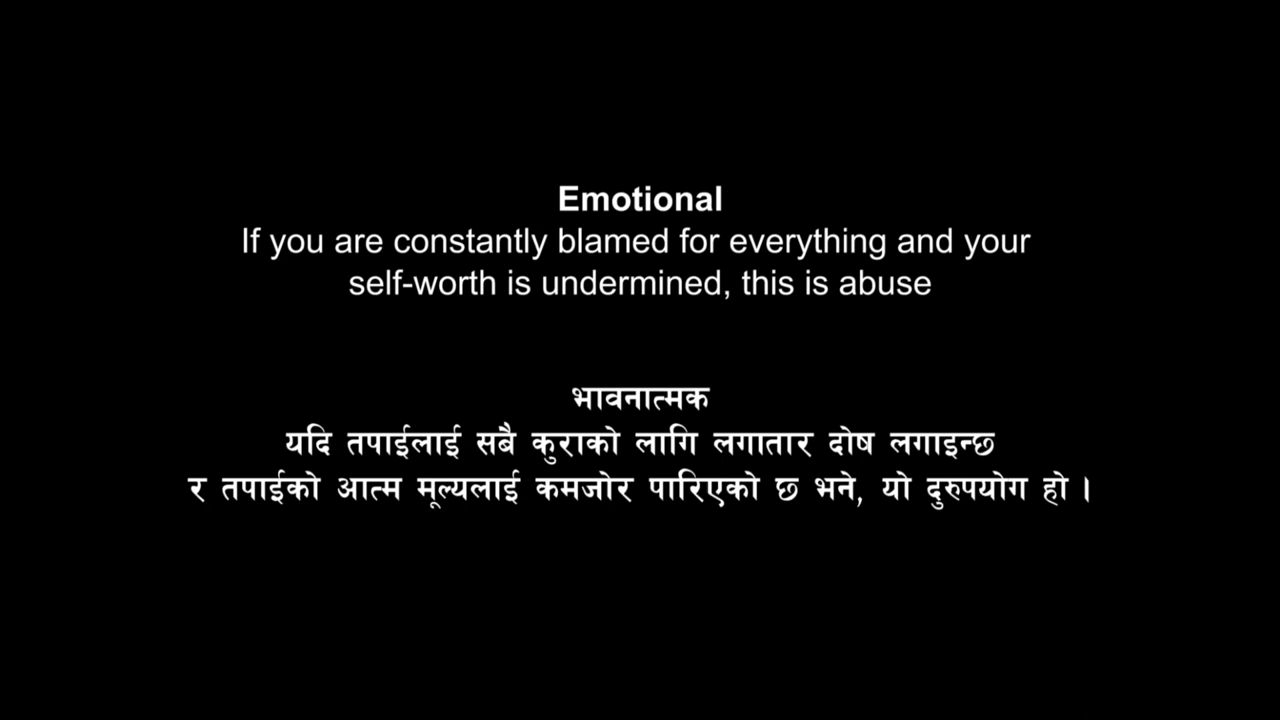 Emotional
If you are constantly blamed for everything and your
self-worth is undermined, this is abuse
भावनात्मक
यदि तपाईलाई सबै कुराको लागि लगातार दोष लगाइन्छ
र तपाईको आत्म मूल्यलाई कमजोर पारिएको छ भने, यो दुरुपयोग हो ।